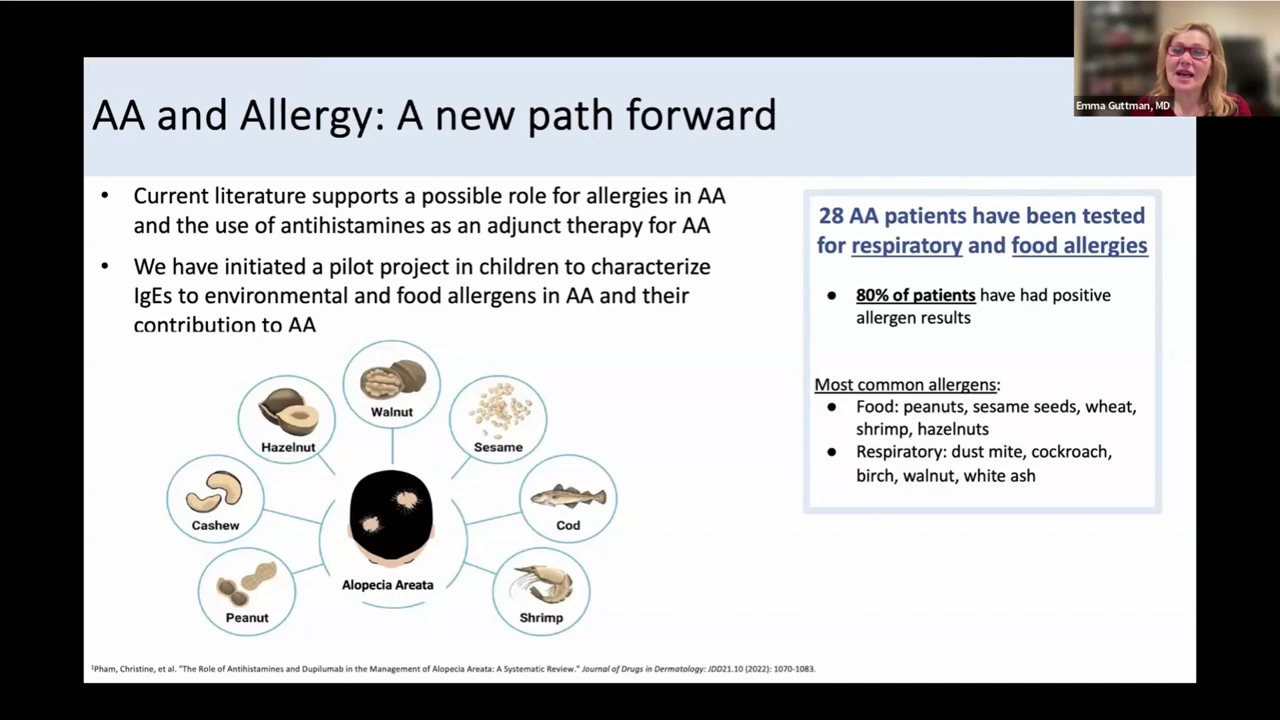 Emma Guttman, MD
AA and Allergy: A new path forward
• Current literature supports a possible role for allergies in AA
and the use of antihistamines as an adjunct therapy for AA
• We have initiated a pilot project in children to characterize
IgEs to environmental and food allergens in AA and their
contribution to AA
Walnut
Hazelnut
Sesame
Cashew
Cod
Alopecia Areata
Peanut
Shrimp
28 AA patients have been tested
for respiratory and food allergies
● 80% of patients have had positive
allergen results
Most common allergens:
● Food: peanuts, sesame seeds, wheat,
shrimp, hazelnuts
● Respiratory: dust mite, cockroach,
birch, walnut, white ash
¹Pham, Christine, et al. "The Role of Antihistamines and Dupilumab in the Management of Alopecia Areata: A Systematic Review." Journal of Drugs in Dermatology: JDD21.10 (2022): 1070-1083.